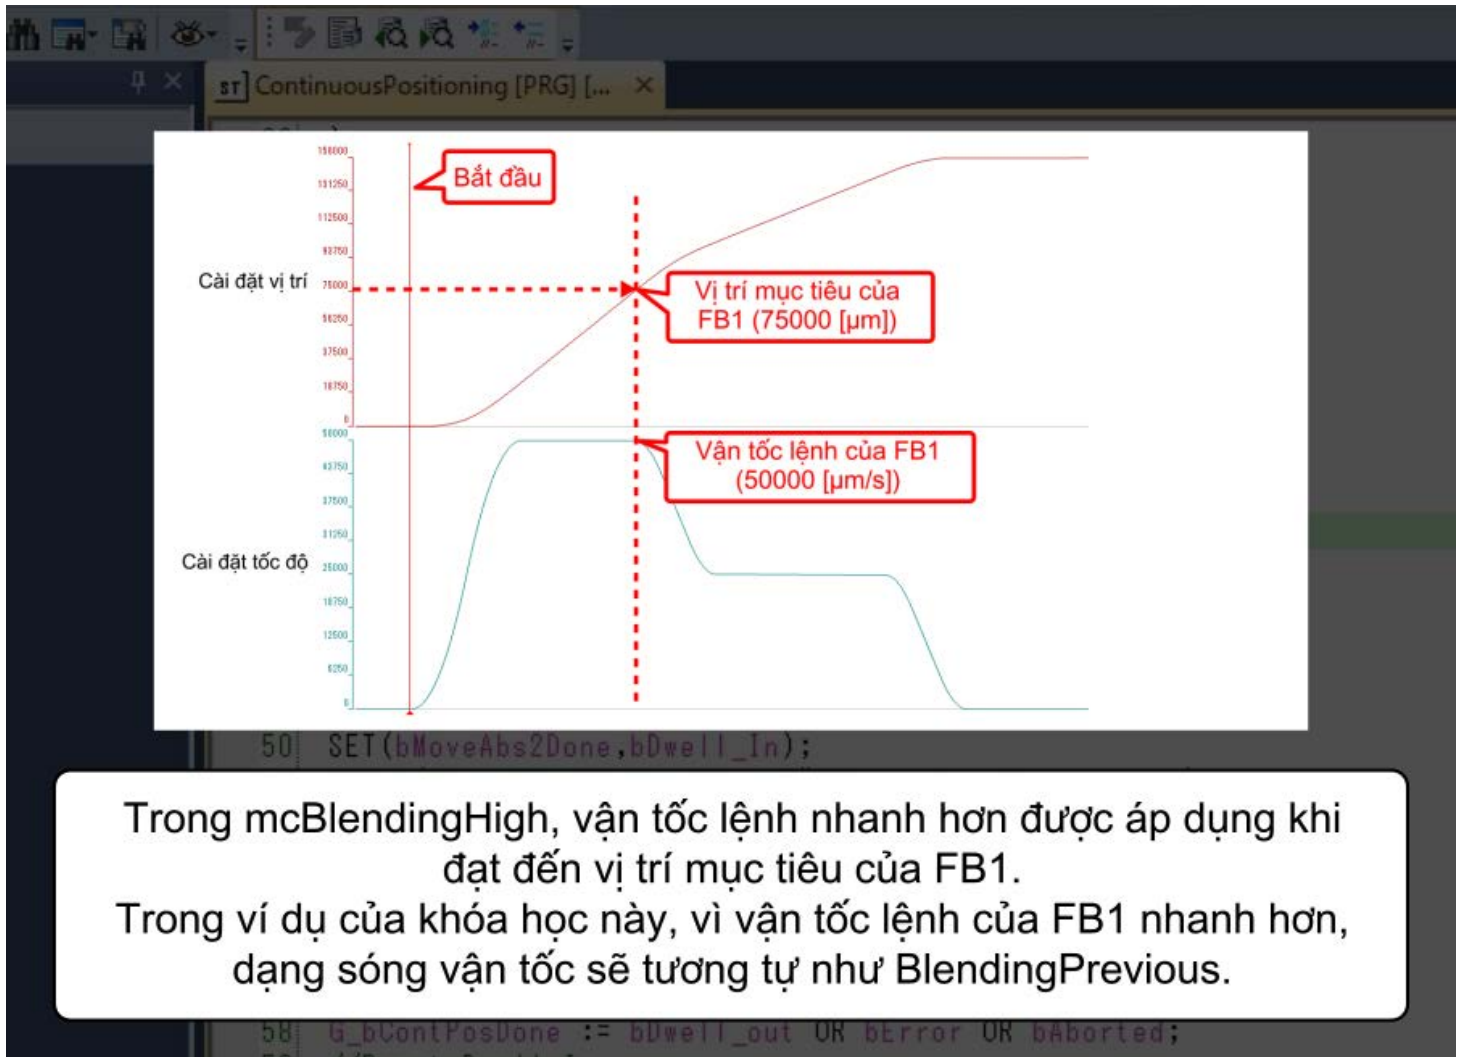 ST ContinuousPositioning [PRG] [...
150000
Bắt đầu
131250
112500
93750
Cài đặt vị trí
75000
Vị trí mục tiêu của
FB1 (75000 [µm])
56250
37500
18750
0
50000
Vận tốc lệnh của FB1
(50000 [µm/s])
43750
37500
31250
Cài đặt tốc độ
25000
18750
12500
6250
0
50 SET(bMoveAbs2Done,bDwell_In);
Trong mcBlendingHigh, vận tốc lệnh nhanh hơn được áp dụng khi
đạt đến vị trí mục tiêu của FB1.
Trong ví dụ của khóa học này, vì vận tốc lệnh của FB1 nhanh hơn,
dạng sóng vận tốc sẽ tương tự như BlendingPrevious.
58 G_bContPosDone := bDwell_out OR bError OR bAborted;